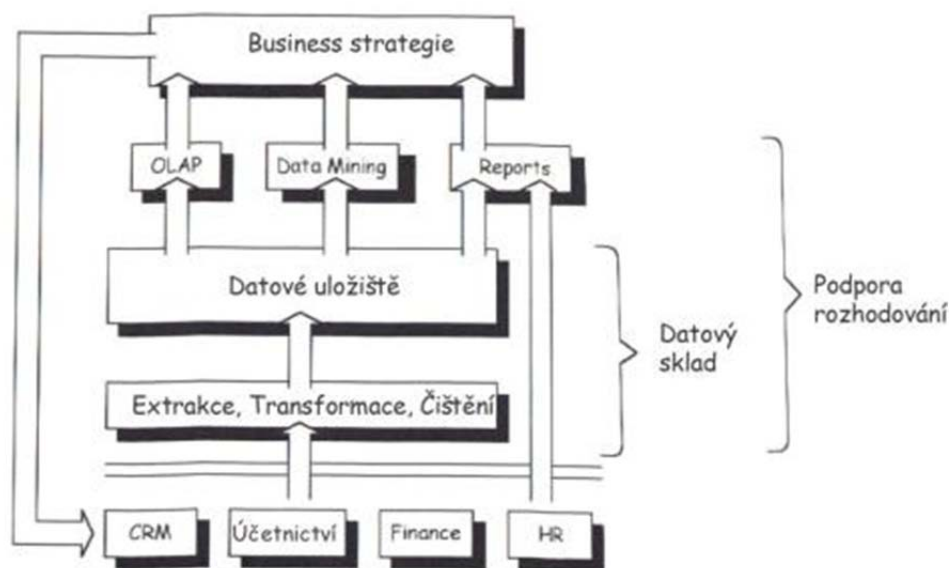 Business strategie
OLAP
Data Mining
Reports
Datové uložiště
Podpora
rozhodování
Datový
sklad
Extrakce, Transformace, Čištění
CRM
Účetnictví
Finance
HR